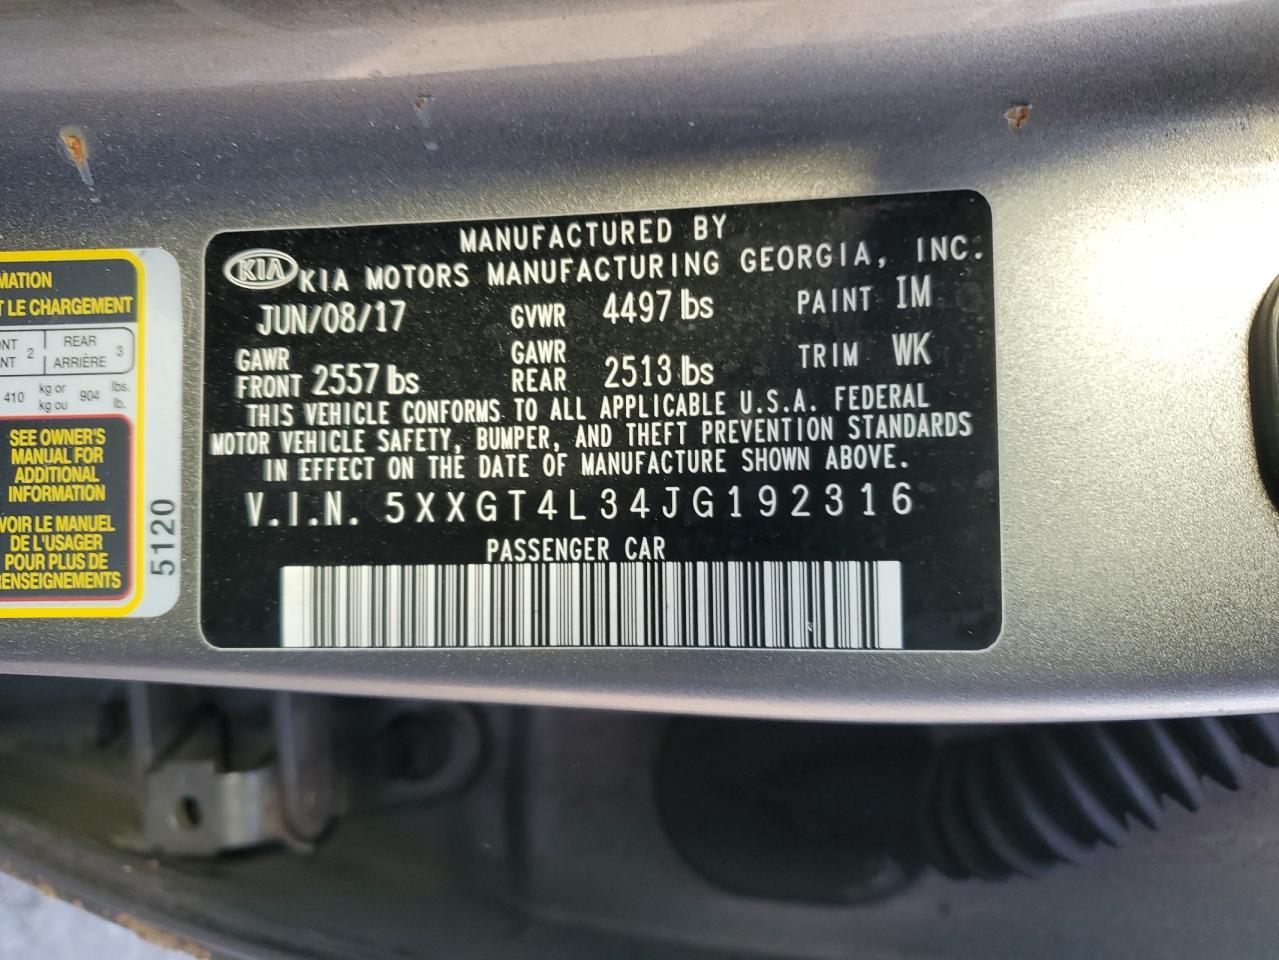 MANUFACTURED BY
KIA KIA MOTORS MANUFACTURING GEORGIA, INC.
JUN/08/17 GVWR 4497 lbs PAINT IM
GAWR FRONT 2557 lbs GAWR REAR 2513 lbs TRIM WK
THIS VEHICLE CONFORMS TO ALL APPLICABLE U.S.A. FEDERAL
MOTOR VEHICLE SAFETY, BUMPER, AND THEFT PREVENTION STANDARDS
IN EFFECT ON THE DATE OF MANUFACTURE SHOWN ABOVE.
V.I.N. 5XXGT4L34JG192316
PASSENGER CAR
LE CHARGEMENT
2 REAR ARRIÈRE 3
410 kg or kg ou 904 lbs. lb.
SEE OWNER'S
MANUAL FOR
ADDITIONAL
INFORMATION
VOIR LE MANUEL
DE L'USAGER
POUR PLUS DE
RENSEIGNEMENTS
5120